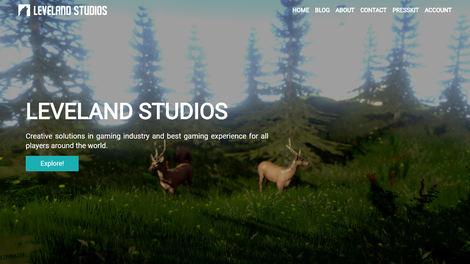 LEVELAND STUDIOS
HOME BLOG ABOUT CONTACT PRESSKIT ACCOUNT
LEVELAND STUDIOS
Creative solutions in gaming industry and best gaming experience for all
players around the world.
Explore!